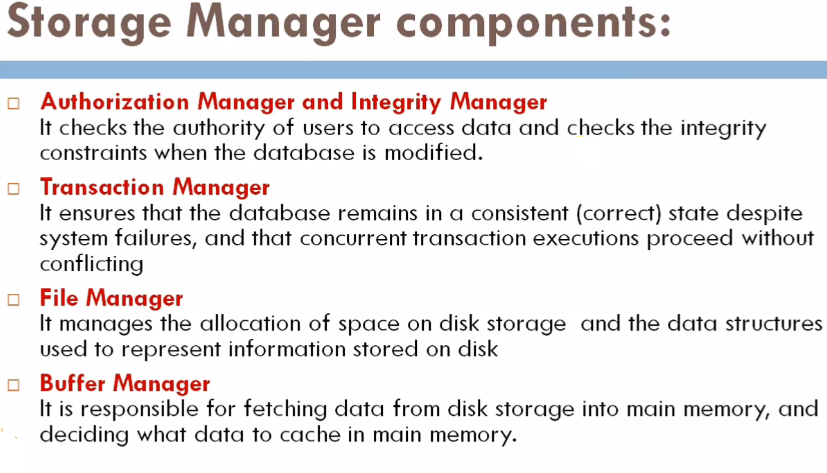 Storage Manager components:
Authorization Manager and Integrity Manager
It checks the authority of users to access data and checks the integrity
constraints when the database is modified.
Transaction Manager
It ensures that the database remains in a consistent (correct) state despite
system failures, and that concurrent transaction executions proceed without
conflicting
File Manager
It manages the allocation of space on disk storage and the data structures
used to represent information stored on disk
Buffer Manager
It is responsible for fetching data from disk storage into main memory, and
deciding what data to cache in main memory.